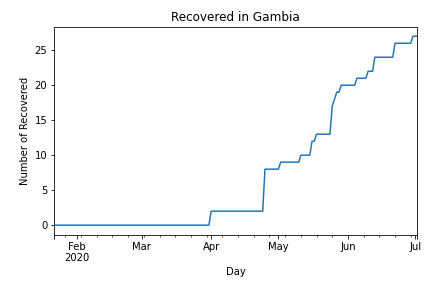 Recovered in Gambia
Number of Recovered
25
20
15
10
5
0
Feb
2020
Mar
Apr
May
Jun
Jul
Day